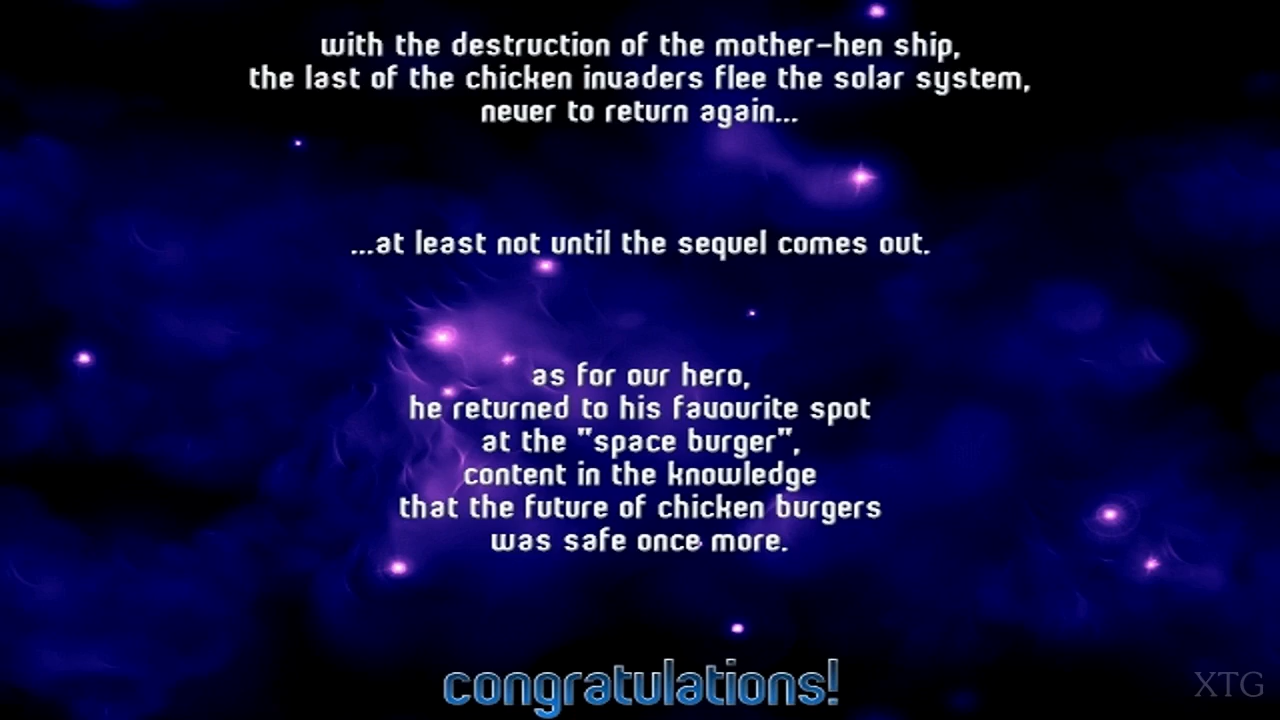 with the destruction of the mother-hen ship,
the last of the chicken invaders flee the solar system,
never to return again...
...at least not until the sequel comes out.
as for our hero,
he returned to his favourite spot
at the "space burger",
content in the knowledge
that the future of chicken burgers
was safe once more.
congratulations!
XTG